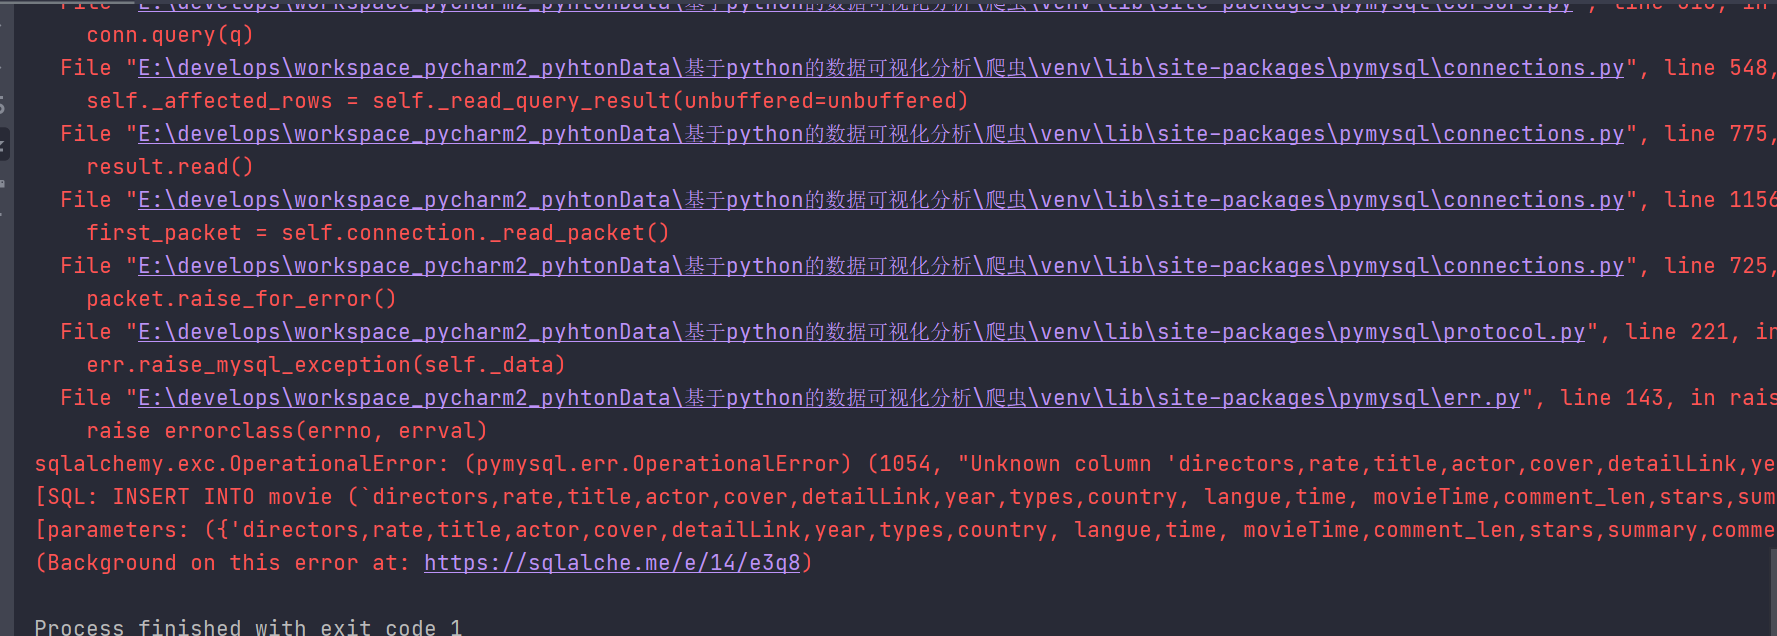 File "E:\develops\workspace_pycharm2_pyhtonData\基于python的数据可视化分析\爬虫\venv\lib\site-packages\pymysql\cursors.py", line 310, in
conn.query(q)
File "E:\develops\workspace_pycharm2_pyhtonData\基于python的数据可视化分析\爬虫\venv\lib\site-packages\pymysql\connections.py", line 548,
self._affected_rows = self._read_query_result(unbuffered=unbuffered)
File "E:\develops\workspace_pycharm2_pyhtonData\基于python的数据可视化分析\爬虫\venv\lib\site-packages\pymysql\connections.py", line 775,
result.read()
File "E:\develops\workspace_pycharm2_pyhtonData\基于python的数据可视化分析\爬虫\venv\lib\site-packages\pymysql\connections.py", line 1156
first_packet = self.connection._read_packet()
File "E:\develops\workspace_pycharm2_pyhtonData\基于python的数据可视化分析\爬虫\venv\lib\site-packages\pymysql\connections.py", line 725,
packet.raise_for_error()
File "E:\develops\workspace_pycharm2_pyhtonData\基于python的数据可视化分析\爬虫\venv\lib\site-packages\pymysql\protocol.py", line 221, in
err.raise_mysql_exception(self._data)
File "E:\develops\workspace_pycharm2_pyhtonData\基于python的数据可视化分析\爬虫\venv\lib\site-packages\pymysql\err.py", line 143, in rais
raise errorclass(errno, errval)
sqlalchemy.exc.OperationalError: (pymysql.err.OperationalError) (1054, "Unknown column 'directors,rate,title,actor,cover,detailLink,ye
[SQL: INSERT INTO movie (`directors,rate,title,actor,cover,detailLink,year,types,country, langue,time, movieTime,comment_len,stars,sum
[parameters: ({'directors,rate,title,actor,cover,detailLink,year,types,country, langue,time, movieTime,comment_len,stars,summary,comme
(Background on this error at: https://sqlalche.me/e/14/e3q8)
Process finished with exit code 1